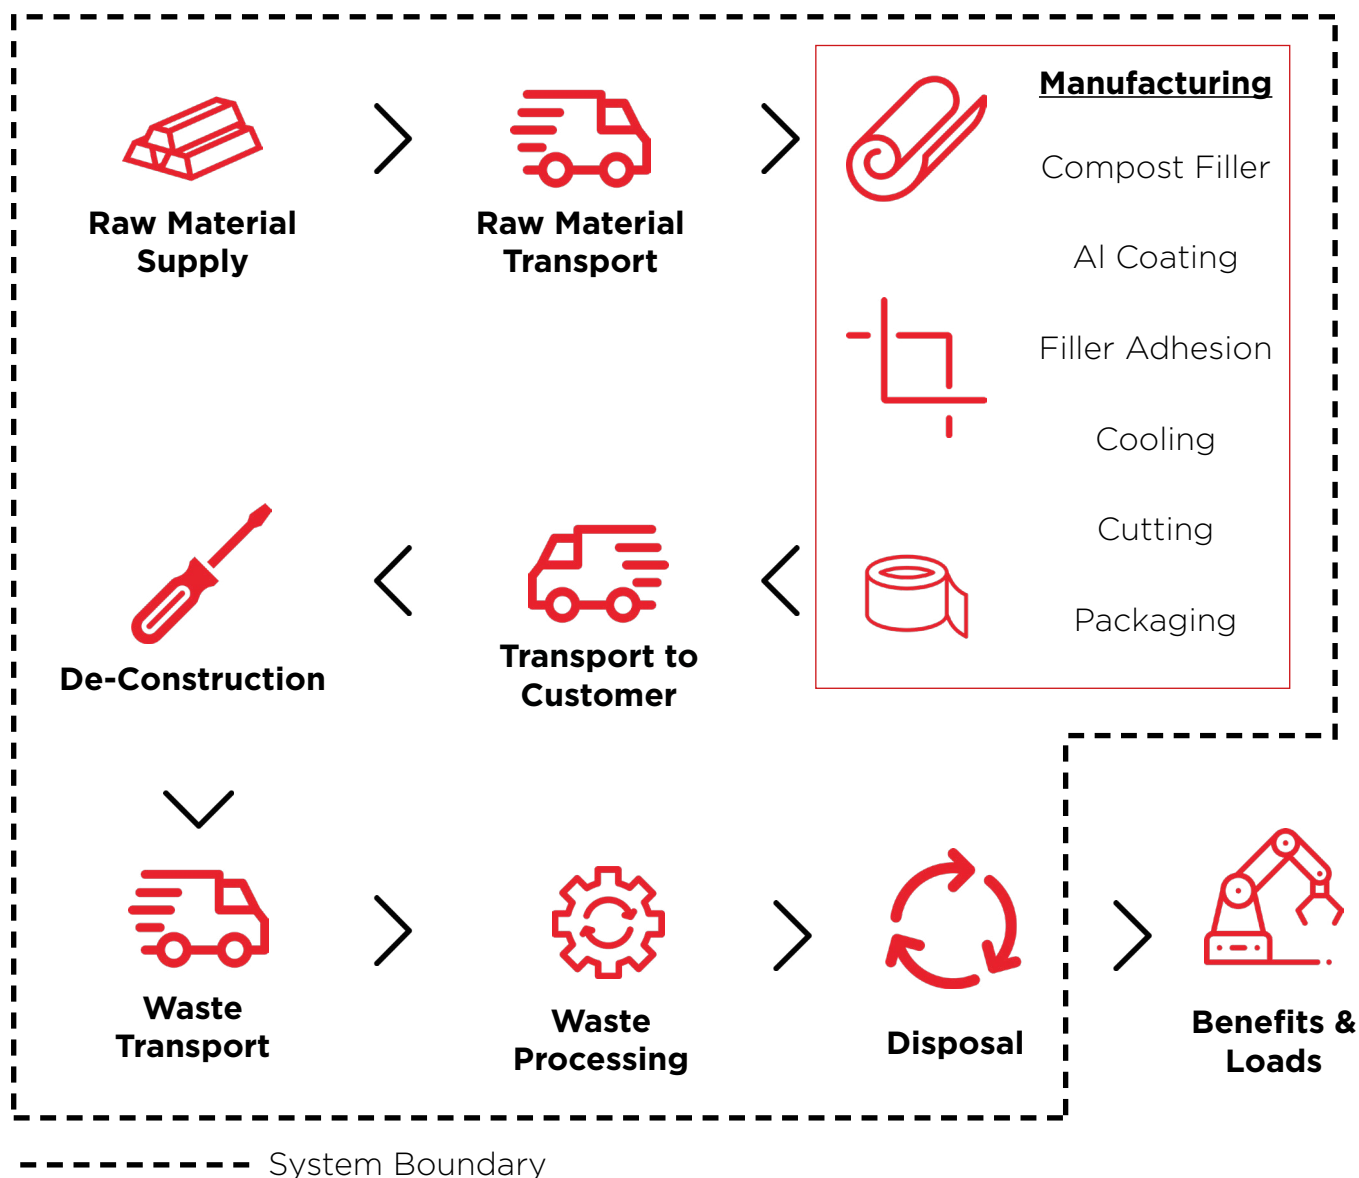 Raw Material
Supply
Raw Material
Transport
Manufacturing
Compost Filler
Al Coating
Filler Adhesion
Cooling
Cutting
Packaging
Transport to
Customer
De-Construction
Waste
Transport
Waste
Processing
Disposal
Benefits &
Loads
System Boundary